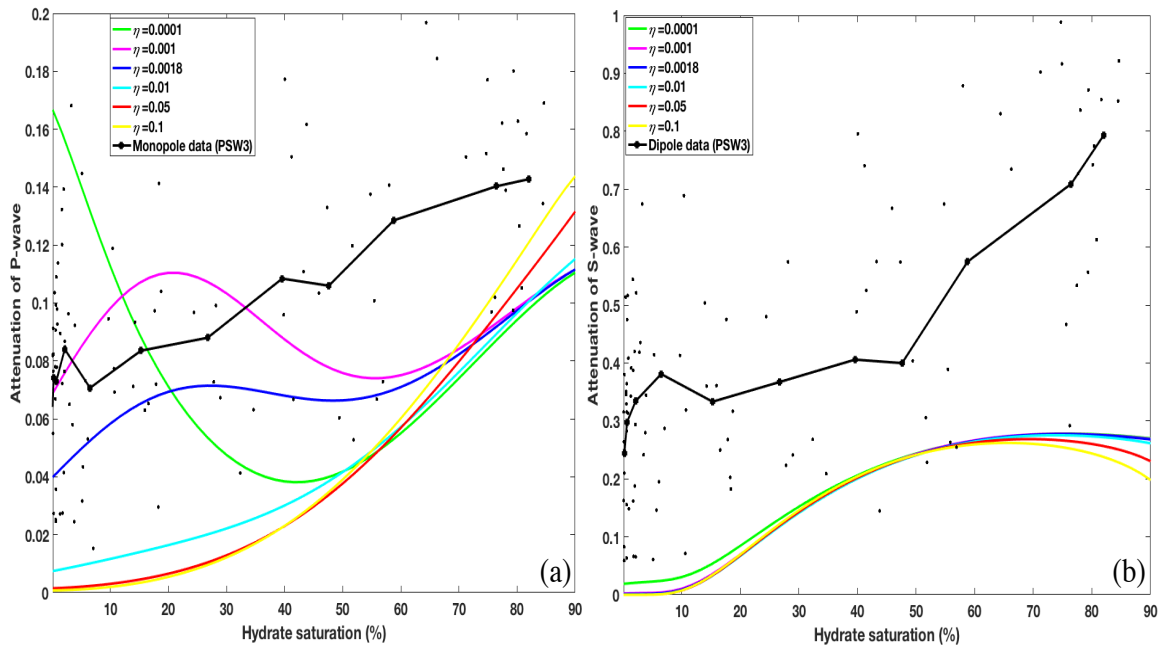 0.2
0.18
0.16
0.14
0.12
0.1
0.08
0.06
0.04
0.02
0
Attenuation of P-wave
η=0.0001
η=0.001
η=0.0018
η=0.01
η=0.05
η=0.1
Monopole data (PSW3)
(a)
0 10 20 30 40 50 60 70 80 90
Hydrate saturation (%)
1
0.9
0.8
0.7
0.6
0.5
0.4
0.3
0.2
0.1
0
Attenuation of S-wave
η=0.0001
η=0.001
η=0.0018
η=0.01
η=0.05
η=0.1
Dipole data (PSW3)
(b)
0 10 20 30 40 50 60 70 80 90
Hydrate saturation (%)